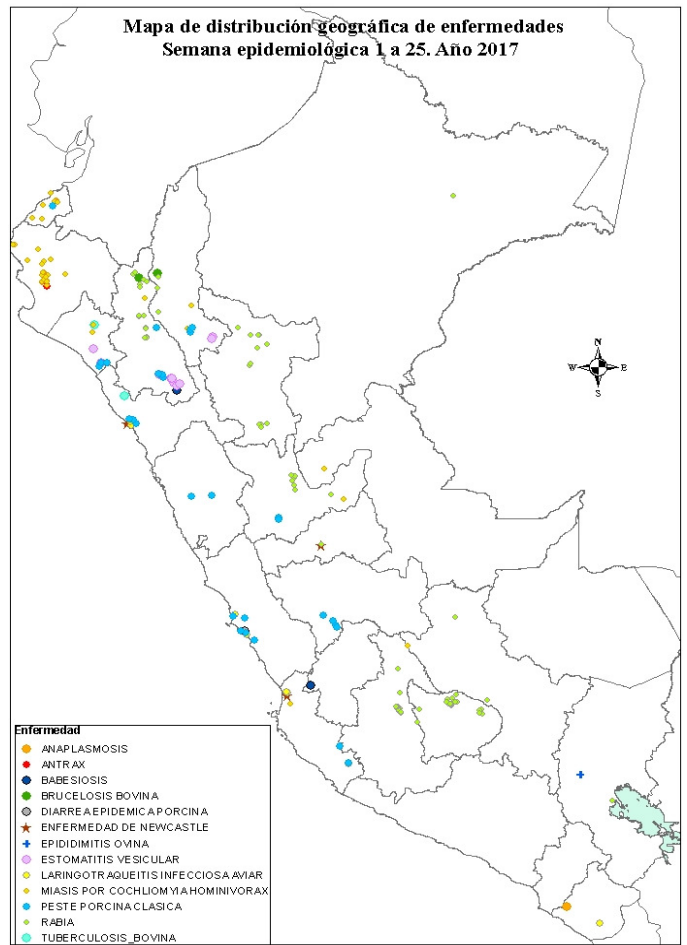 Mapa de distribución geográfica de enfermedades
Semana epidemiológica 1 a 25. Año 2017
N
W E
S
Enfermedad
ANAPLASMOSIS
ANTRAX
BABESIOSIS
BRUCELOSIS BOVINA
DIARREA EPIDEMICA PORCINA
ENFERMEDAD DE NEWCASTLE
EPIDIDIMITIS OVINA
ESTOMATITIS VESICULAR
LARINGOTRAQUEITIS INFECCIOSA AVIAR
MIASIS POR COCHLIOMYIA HOMINIVORAX
PESTE PORCINA CLASICA
RABIA
TUBERCULOSIS_BOVINA